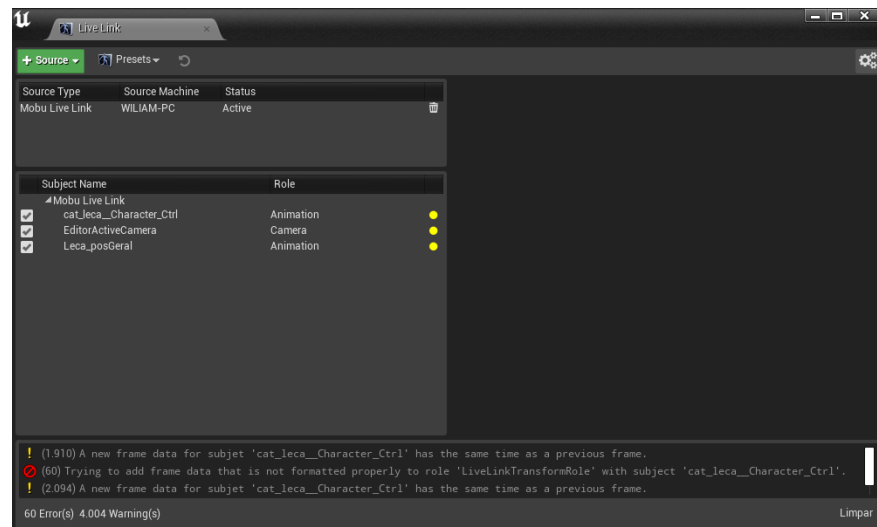 Live Link
Source Presets
Source Type Source Machine Status
Mobu Live Link WILIAM-PC Active
Subject Name Role
Mobu Live Link
cat_leca__Character_Ctrl Animation
EditorActiveCamera Camera
Leca_posGeral Animation
! (1.910) A new frame data for subjet 'cat_leca__Character_Ctrl' has the same time as a previous frame.
(60) Trying to add frame data that is not formatted properly to role 'LiveLinkTransformRole' with subject 'cat_leca__Character_Ctrl'.
! (2.094) A new frame data for subjet 'cat_leca__Character_Ctrl' has the same time as a previous frame.
60 Error(s) 4.004 Warning(s) Limpar